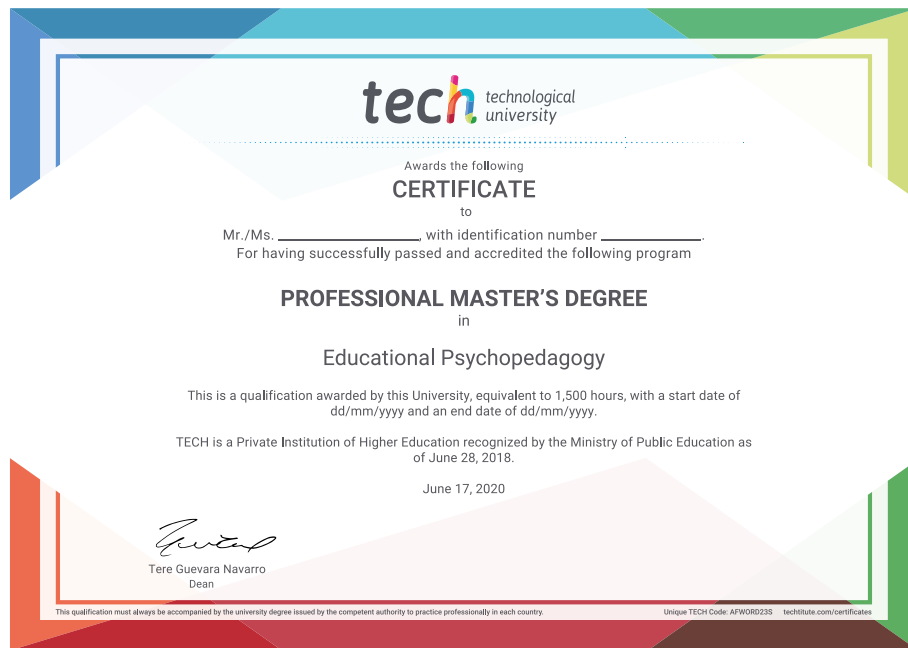 tech technological
university
Awards the following
CERTIFICATE
to
Mr./Ms. ____________________, with identification number ______________.
For having successfully passed and accredited the following program
PROFESSIONAL MASTER'S DEGREE
in
Educational Psychopedagogy
This is a qualification awarded by this University, equivalent to 1,500 hours, with a start date of
dd/mm/yyyy and an end date of dd/mm/yyyy.
TECH is a Private Institution of Higher Education recognized by the Ministry of Public Education as
of June 28, 2018.
June 17, 2020
Tere Guevara Navarro
Dean
This qualification must always be accompanied by the university degree issued by the competent authority to practice professionally in each country. Unique TECH Code: AFWORD23S techtitute.com/certificates